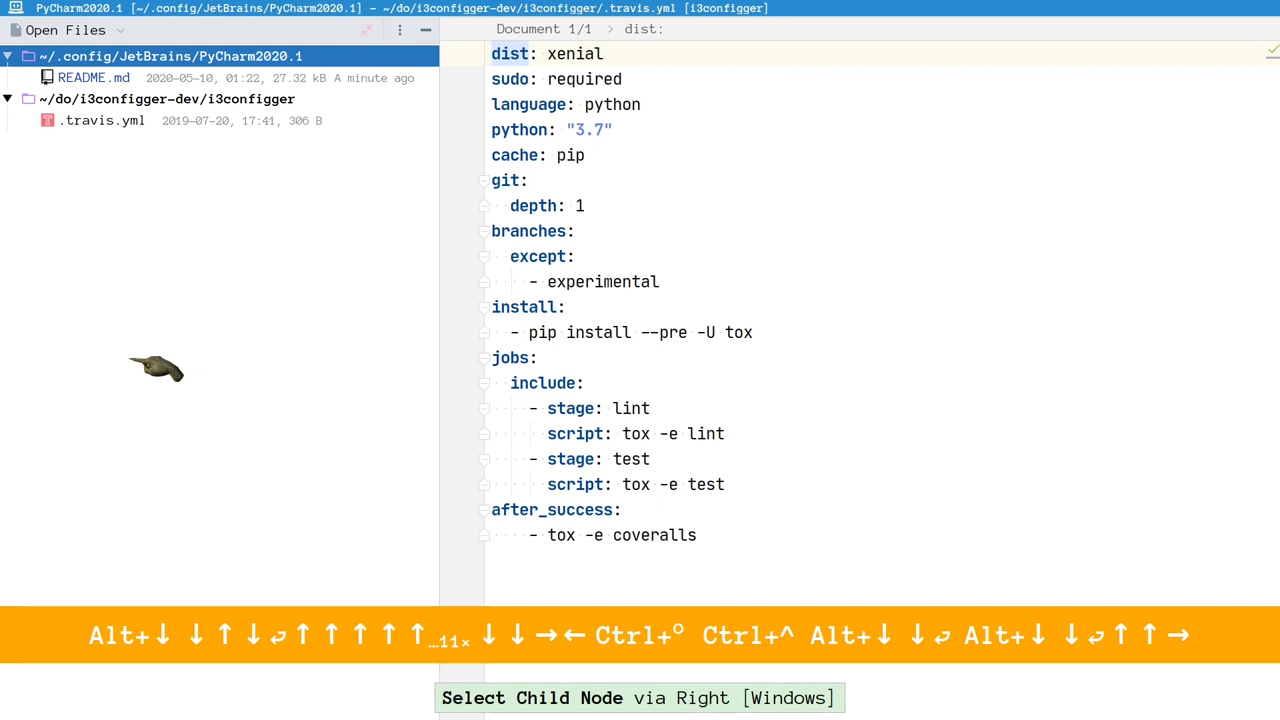 PyCharm2020.1 [~/.config/JetBrains/PyCharm2020.1] – ~/do/i3configger-dev/i3configger/.travis.yml [i3configger]
Open Files
Document 1/1 > dist:
~/.config/JetBrains/PyCharm2020.1
README.md 2020-05-10, 01:22, 27.32 kB A minute ago
~/do/i3configger-dev/i3configger
.travis.yml 2019-07-20, 17:41, 306 B
dist: xenial
sudo: required
language: python
python: "3.7"
cache: pip
git:
  depth: 1
branches:
  except:
    - experimental
install:
  - pip install --pre -U tox
jobs:
  include:
    - stage: lint
      script: tox -e lint
    - stage: test
      script: tox -e test
after_success:
    - tox -e coveralls
Alt+↓ ↓↑↓⏎↑↑↑↑↑…11× ↓↓→← Ctrl+° Ctrl+^ Alt+↓ ↓⏎ Alt+↓ ↓⏎↑↑→
Select Child Node via Right [Windows]